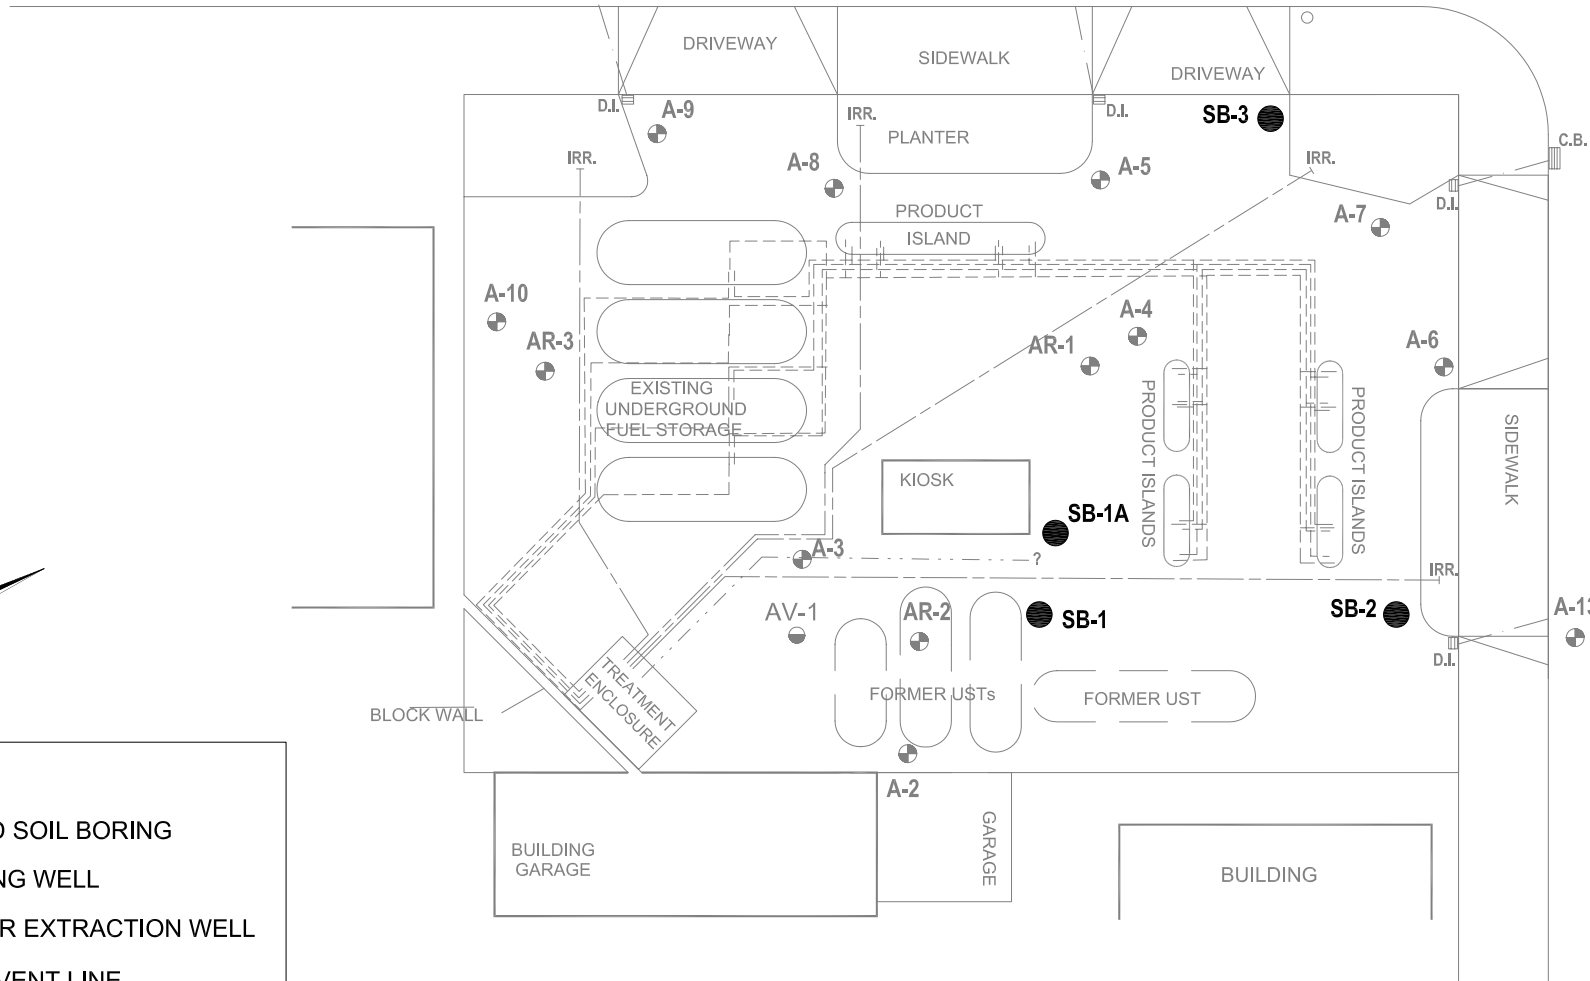 DRIVEWAY
SIDEWALK
DRIVEWAY
D.I.
A-9
IRR.
D.I.
SB-3
C.B.
PLANTER
IRR.
A-8
A-5
IRR.
D.I.
PRODUCT
ISLAND
A-7
A-10
AR-3
A-4
AR-1
A-6
EXISTING
UNDERGROUND
FUEL STORAGE
PRODUCT ISLANDS
PRODUCT ISLANDS
SIDEWALK
KIOSK
SB-1A
A-3
?
IRR.
AV-1
AR-2
SB-1
SB-2
A-13
D.I.
TREATMENT
ENCLOSURE
FORMER USTs
FORMER UST
BLOCK WALL
A-2
BUILDING
GARAGE
GARAGE
BUILDING
SOIL BORING
NG WELL
R EXTRACTION WELL
VENT LINE